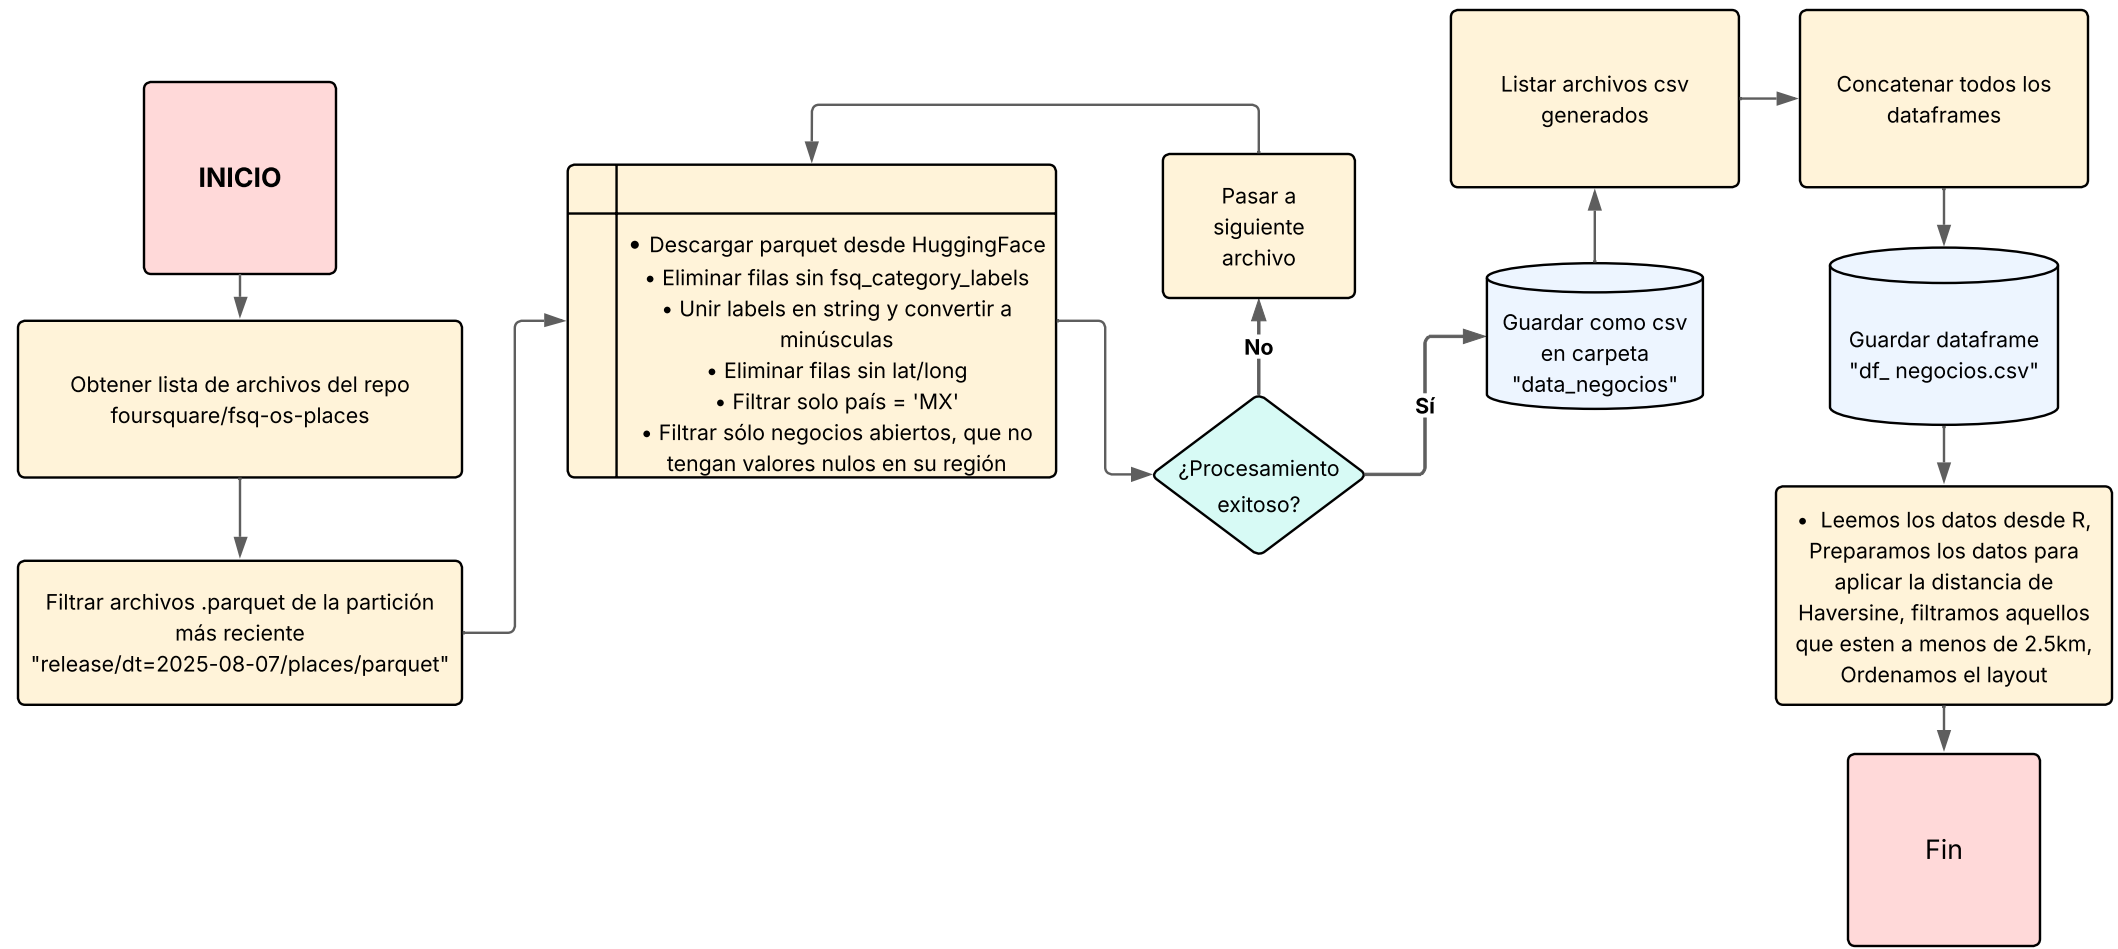 INICIO
Obtener lista de archivos del repo
foursquare/fsq-os-places
Filtrar archivos .parquet de la partición
más reciente
"release/dt=2025-08-07/places/parquet"
• Descargar parquet desde HuggingFace
• Eliminar filas sin fsq_category_labels
• Unir labels en string y convertir a
minúsculas
• Eliminar filas sin lat/long
• Filtrar solo país = 'MX'
• Filtrar sólo negocios abiertos, que no
tengan valores nulos en su región
¿Procesamiento
exitoso?
No
Pasar a
siguiente
archivo
Sí
Guardar como csv
en carpeta
"data_negocios"
Listar archivos csv
generados
Concatenar todos los
dataframes
Guardar dataframe
"df_ negocios.csv"
• Leemos los datos desde R,
Preparamos los datos para
aplicar la distancia de
Haversine, filtramos aquellos
que esten a menos de 2.5km,
Ordenamos el layout
Fin